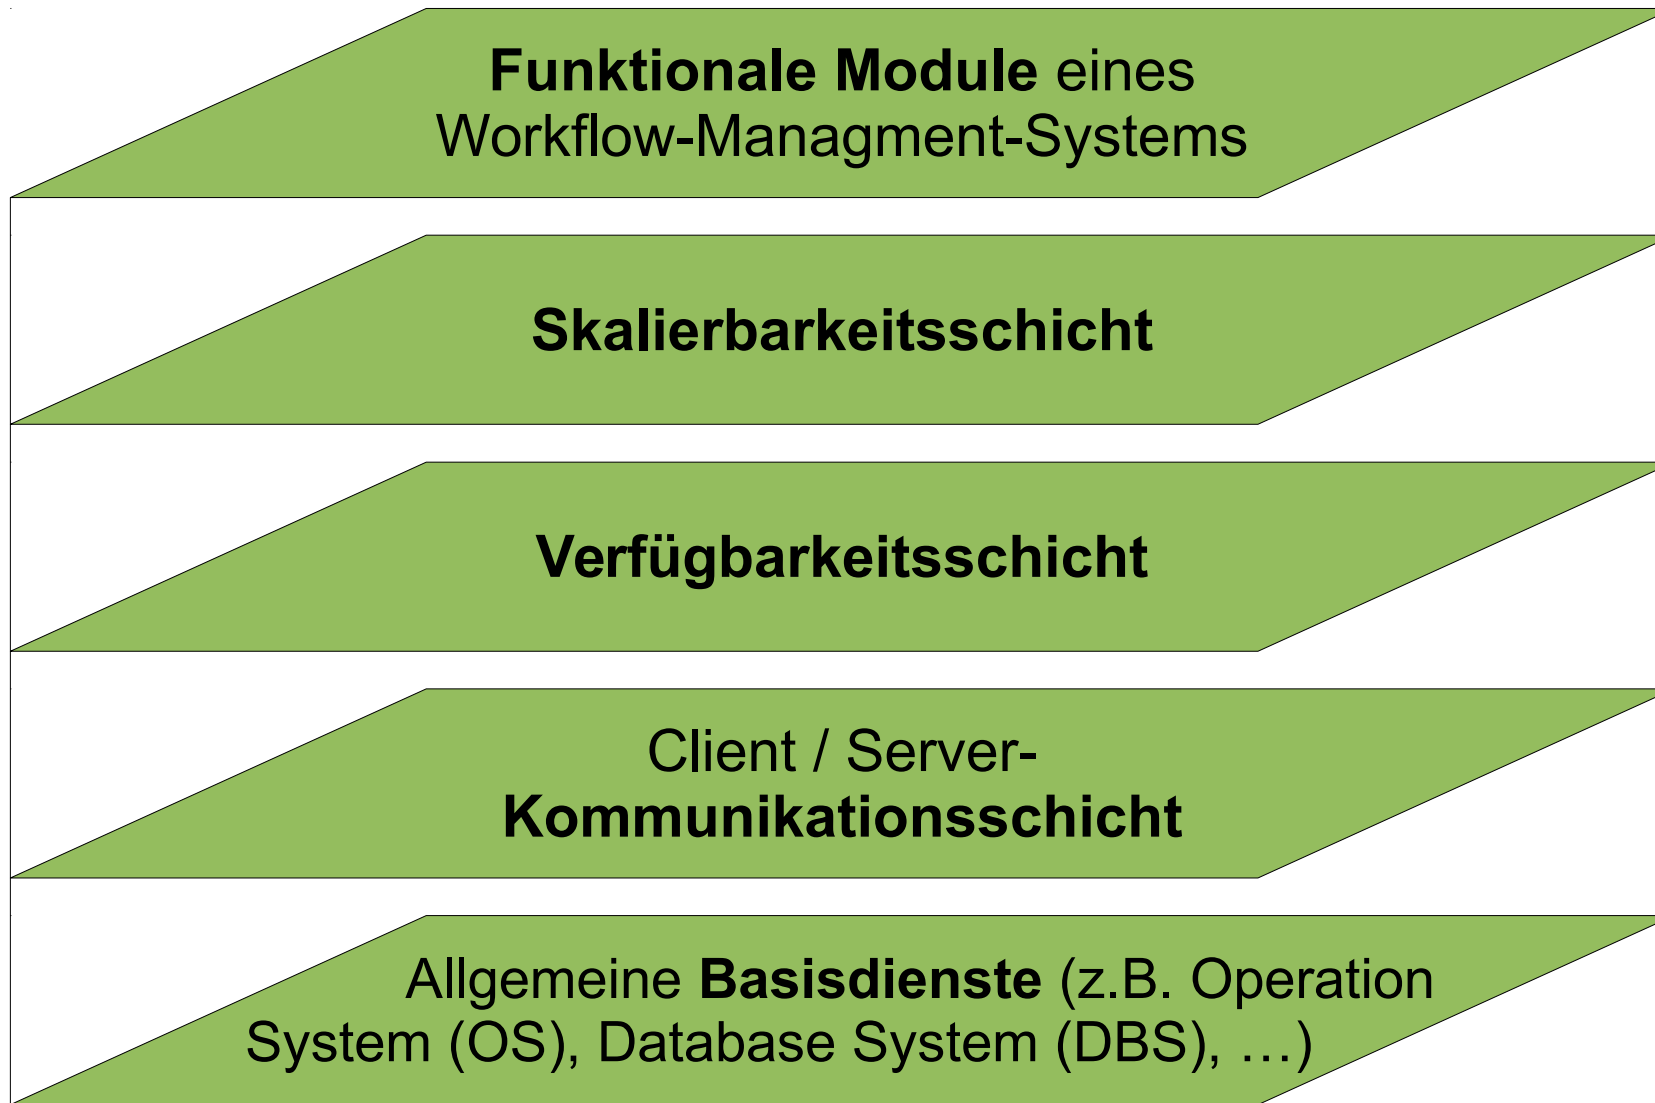 Funktionale Module eines
Workflow-Managment-Systems
Skalierbarkeitsschicht
Verfügbarkeitsschicht
Client / Server-
Kommunikationsschicht
Allgemeine Basisdienste (z.B. Operation
System (OS), Database System (DBS), …)